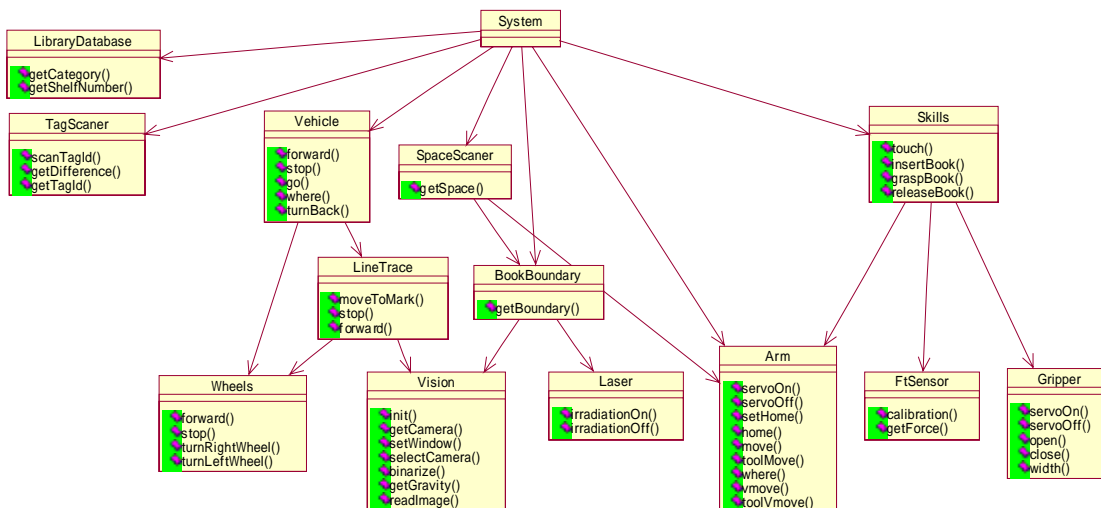 System
LibraryDatabase
getCategory()
getShelfNumber()
TagScaner
scanTagId()
getDifference()
getTagId()
Vehicle
forward()
stop()
go()
where()
turnBack()
SpaceScaner
getSpace()
Skills
touch()
insertBook()
graspBook()
releaseBook()
LineTrace
moveToMark()
stop()
forward()
BookBoundary
getBoundary()
Wheels
forward()
stop()
turnRightWheel()
turnLeftWheel()
Vision
init()
getCamera()
setWindow()
selectCamera()
binarize()
getGravity()
readImage()
Laser
irradiationOn()
irradiationOff()
Arm
servoOn()
servoOff()
setHome()
home()
move()
toolMove()
where()
vmove()
toolVmove()
FtSensor
calibration()
getForce()
Gripper
servoOn()
servoOff()
open()
close()
width()